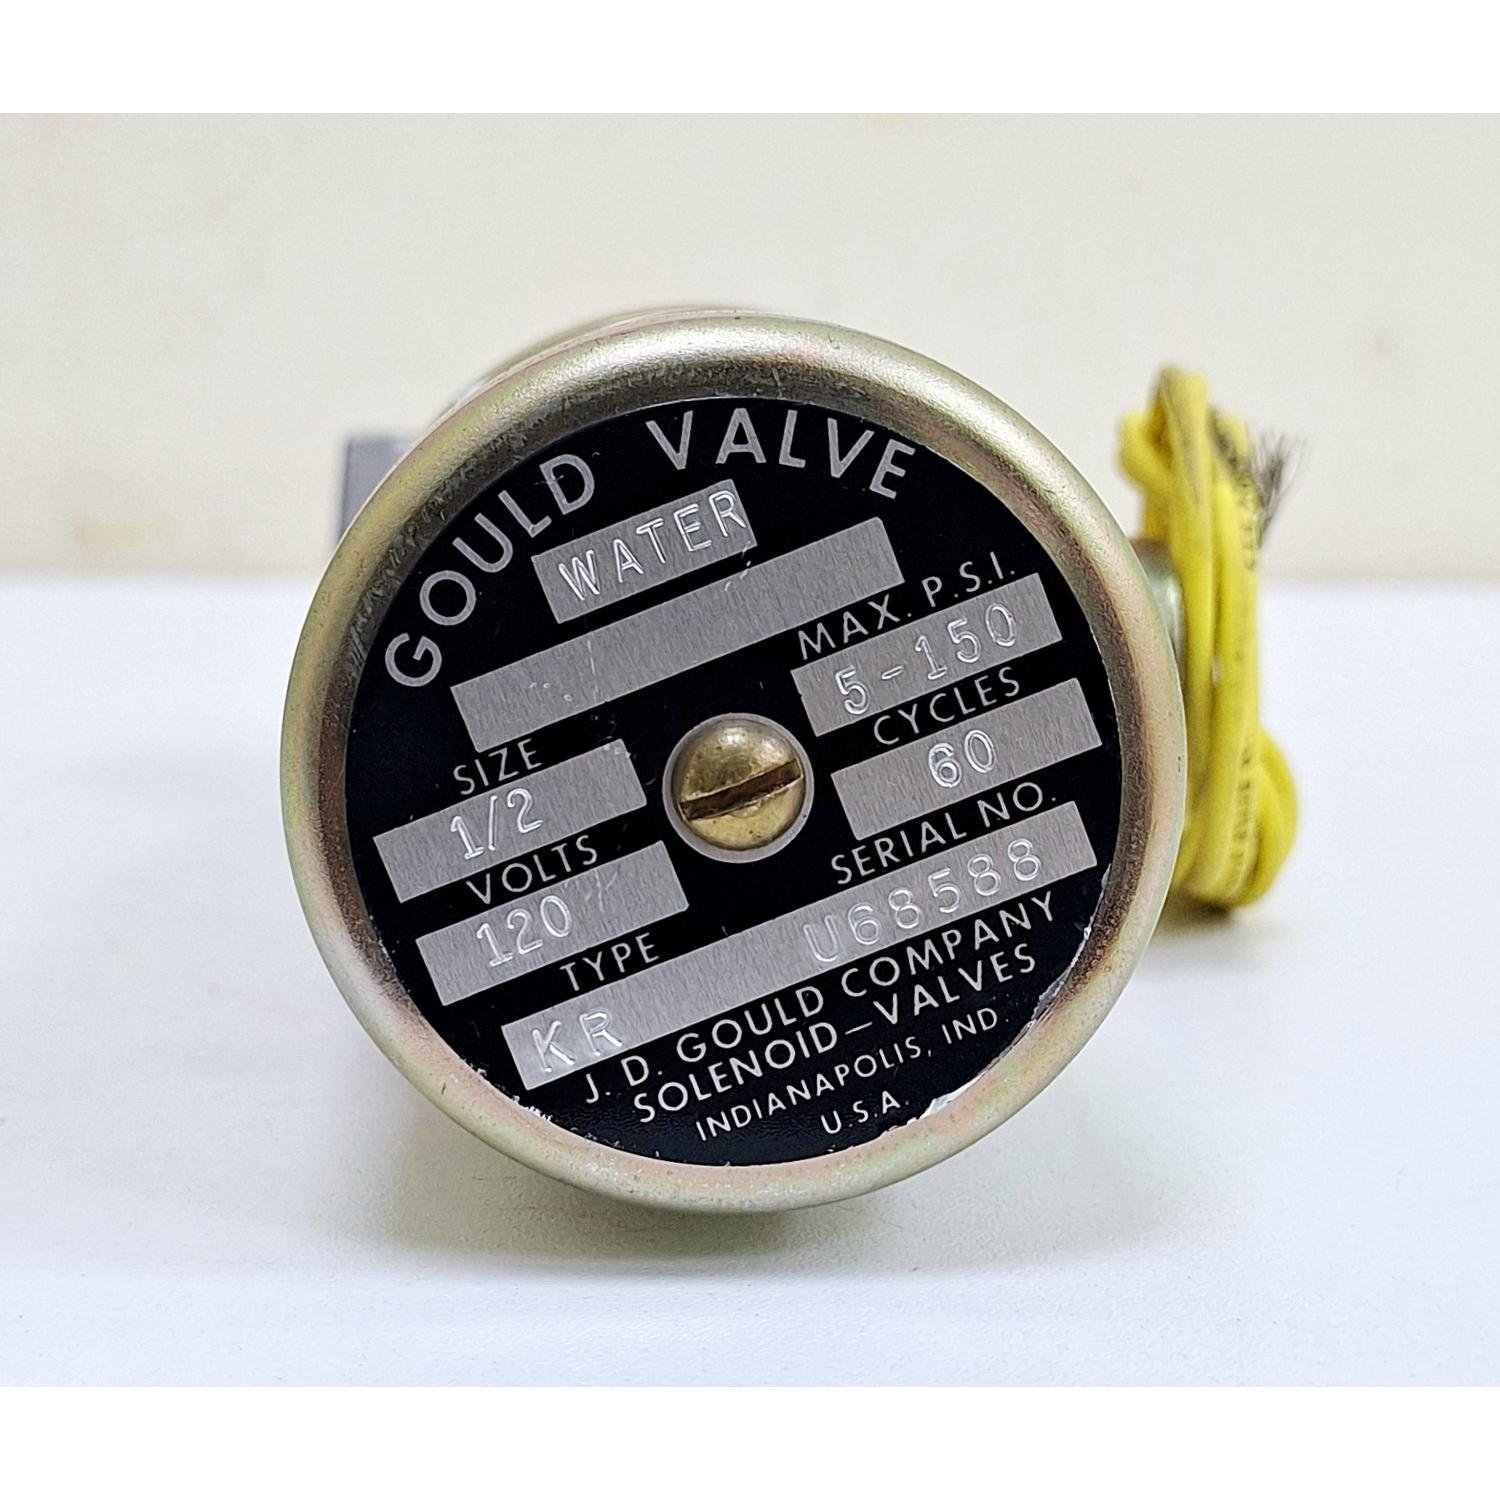 GOULD VALVE
WATER
MAX. P.S.I.
5-150
SIZE
1/2
CYCLES
60
VOLTS
120
SERIAL NO.
U68588
TYPE
KR
J. D. GOULD COMPANY
SOLENOID-VALVES
INDIANAPOLIS, IND.
U.S.A.